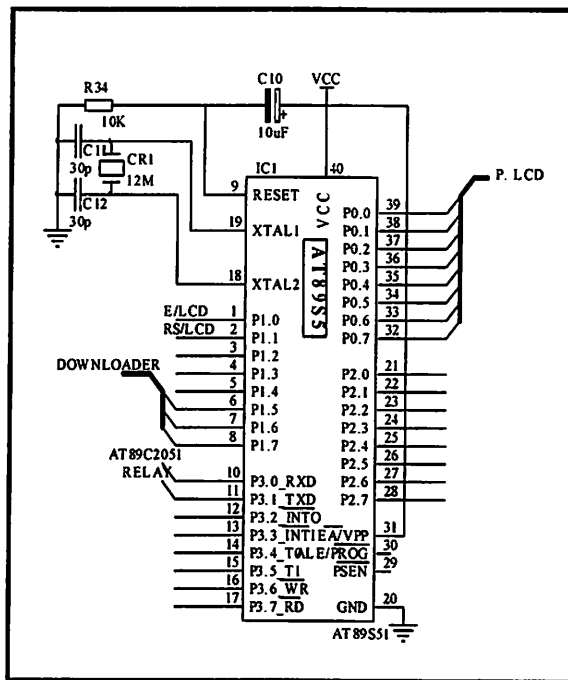 C10
VCC
R34
10K
10uF
C11
30p
CR1
12M
C12
30p
IC1
40
9
RESET
VCC
19
XTAL1
18
XTAL2
AT89S5
P. LCD
39
P0.0
38
P0.1
37
P0.2
36
P0.3
35
P0.4
34
P0.5
33
P0.6
32
P0.7
E/LCD
1
P1.0
RS/LCD
2
P1.1
3
P1.2
4
P1.3
5
P1.4
6
P1.5
7
P1.6
8
P1.7
DOWNLOADER
21
P2.0
22
P2.1
23
P2.2
24
P2.3
25
P2.4
26
P2.5
27
P2.6
28
P2.7
AT89C2051
RELAY
10
P3.0_RXD
11
P3.1_TXD
12
P3.2_INTO
13
P3.3_INT1
EA/VPP
31
14
P3.4_T0
ALE/PROG
30
15
P3.5_T1
PSEN
29
16
P3.6_WR
17
P3.7_RD
GND
20
AT89S51